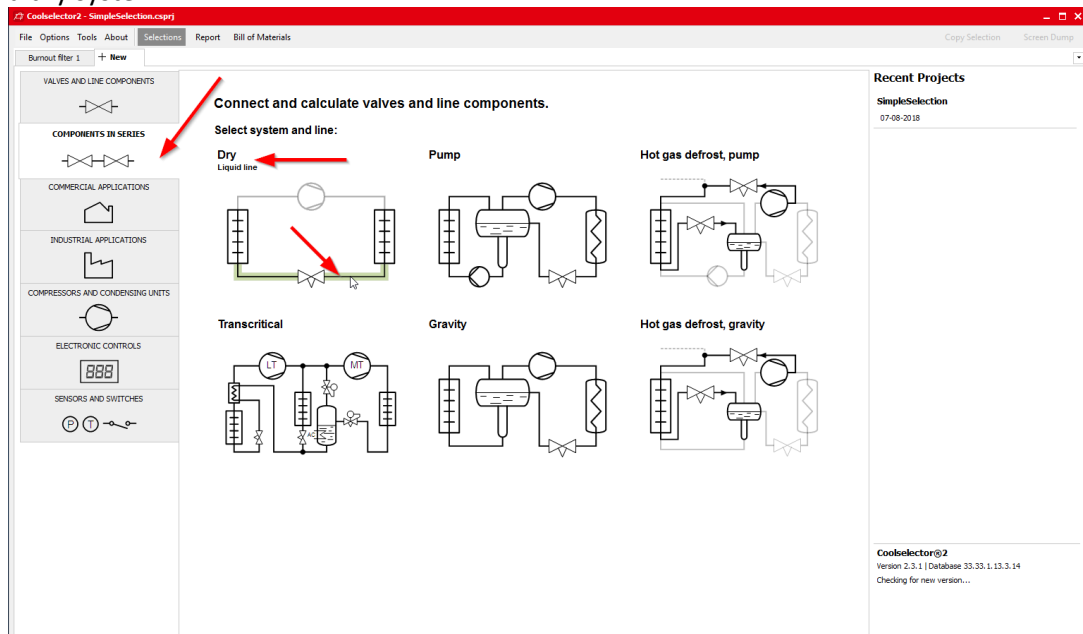 Coolselector2 - SimpleSelection.csprj
File Options Tools About Selections Report Bill of Materials Copy Selection Screen Dump
Burnout filter 1 + New
VALVES AND LINE COMPONENTS
COMPONENTS IN SERIES
COMMERCIAL APPLICATIONS
INDUSTRIAL APPLICATIONS
COMPRESSORS AND CONDENSING UNITS
ELECTRONIC CONTROLS
888
SENSORS AND SWITCHES
P T
Connect and calculate valves and line components.
Select system and line:
Dry
Liquid line
Pump
Hot gas defrost, pump
Transcritical
LT MT
AC
Gravity
Hot gas defrost, gravity
Recent Projects
SimpleSelection
07-08-2018
Coolselector®2
Version 2.3.1 | Database 33.33.1.13.3.14
Checking for new version...